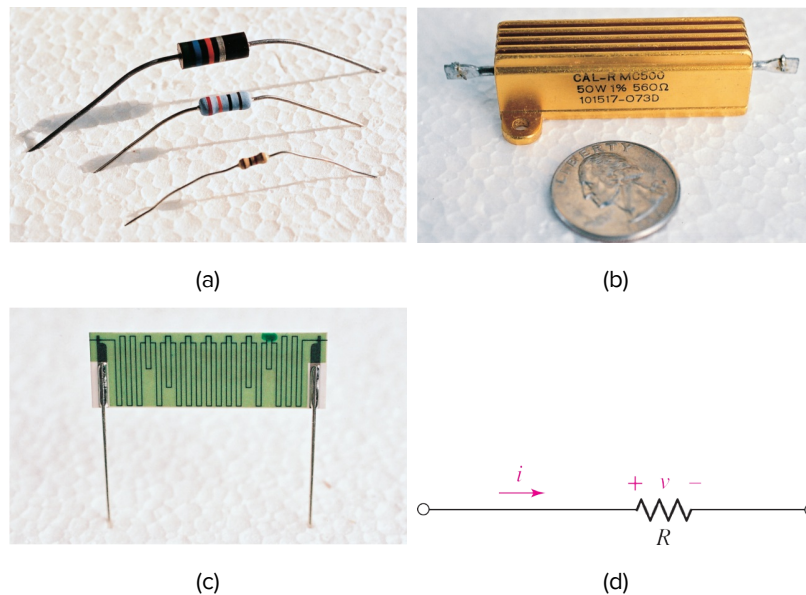 CAL-R MC500
50W 1% 560Ω
101517-073D
LIBERTY
(a)
(b)
i
+ v −
R
(c)
(d)